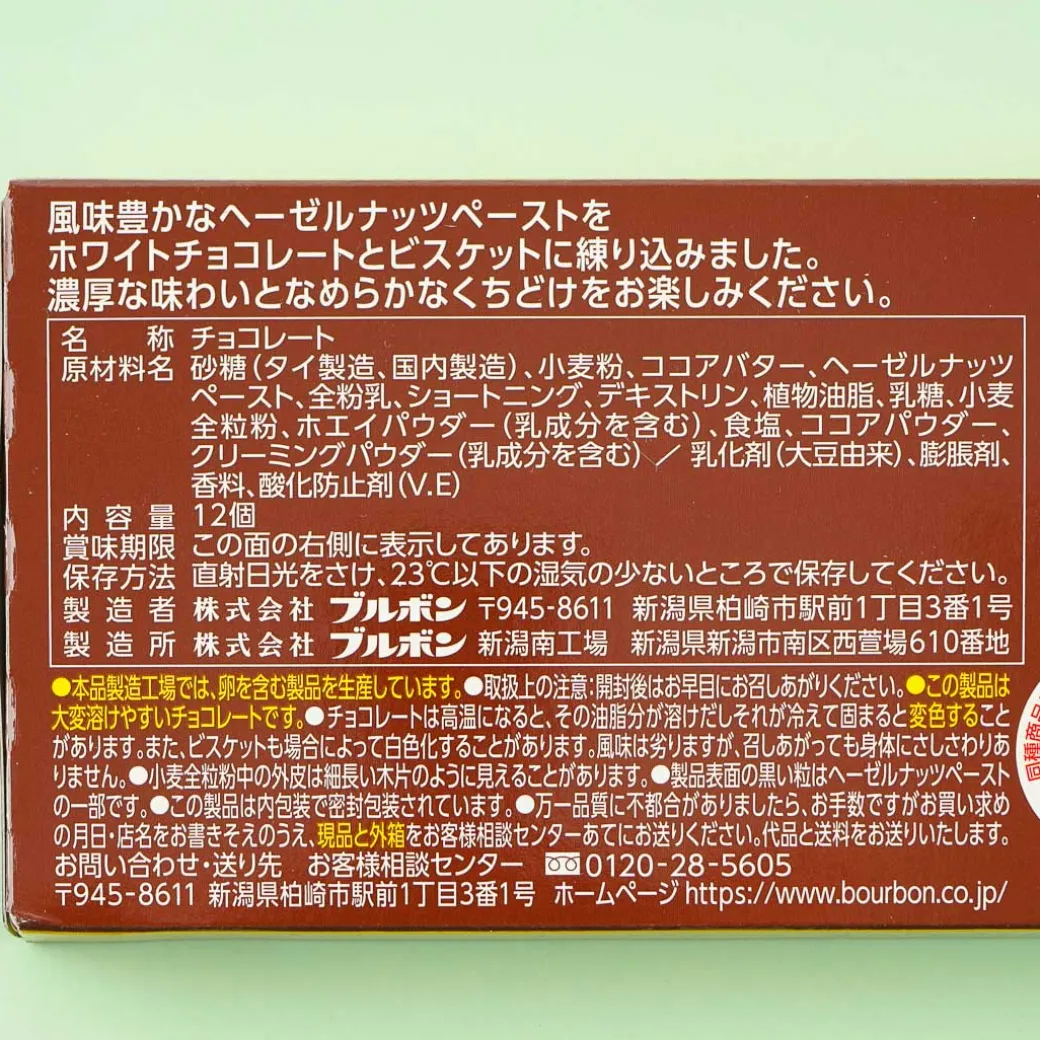 風味豊かなヘーゼルナッツペーストを
ホワイトチョコレートとビスケットに練り込みました。
濃厚な味わいとなめらかなくちどけをお楽しみください。
名称 チョコレート
原材料名 砂糖(タイ製造、国内製造)、小麦粉、ココアバター、ヘーゼルナッツ
ペースト、全粉乳、ショートニング、デキストリン、植物油脂、乳糖、小麦
全粒粉、ホエイパウダー(乳成分を含む)、食塩、ココアパウダー、
クリーミングパウダー(乳成分を含む)／乳化剤(大豆由来)、膨脹剤、
香料、酸化防止剤(V.E)
内容量 12個
賞味期限 この面の右側に表示してあります。
保存方法 直射日光をさけ、23℃以下の湿気の少ないところで保存してください。
製造者 株式会社 ブルボン 〒945-8611 新潟県柏崎市駅前1丁目3番1号
製造所 株式会社 ブルボン 新潟南工場 新潟県新潟市南区西萱場610番地
●本品製造工場では、卵を含む製品を生産しています。●取扱上の注意:開封後はお早目にお召しあがりください。●この製品は
大変溶けやすいチョコレートです。●チョコレートは高温になると、その油脂分が溶けだしそれが冷えて固まると変色すること
があります。また、ビスケットも場合によって白色化することがあります。風味は劣りますが、召しあがっても身体にさしさわりあ
りません。●小麦全粒粉中の外皮は細長い木片のように見えることがあります。●製品表面の黒い粒はヘーゼルナッツペースト
の一部です。●この製品は内包装で密封包装されています。●万一品質に不都合がありましたら、お手数ですがお買い求め
の月日・店名をお書きそえのうえ、現品と外箱をお客様相談センターあてにお送りください。代品と送料をお送りいたします。
お問い合わせ・送り先 お客様相談センター 0120-28-5605
〒945-8611 新潟県柏崎市駅前1丁目3番1号 ホームページ https://www.bourbon.co.jp/
同種商品